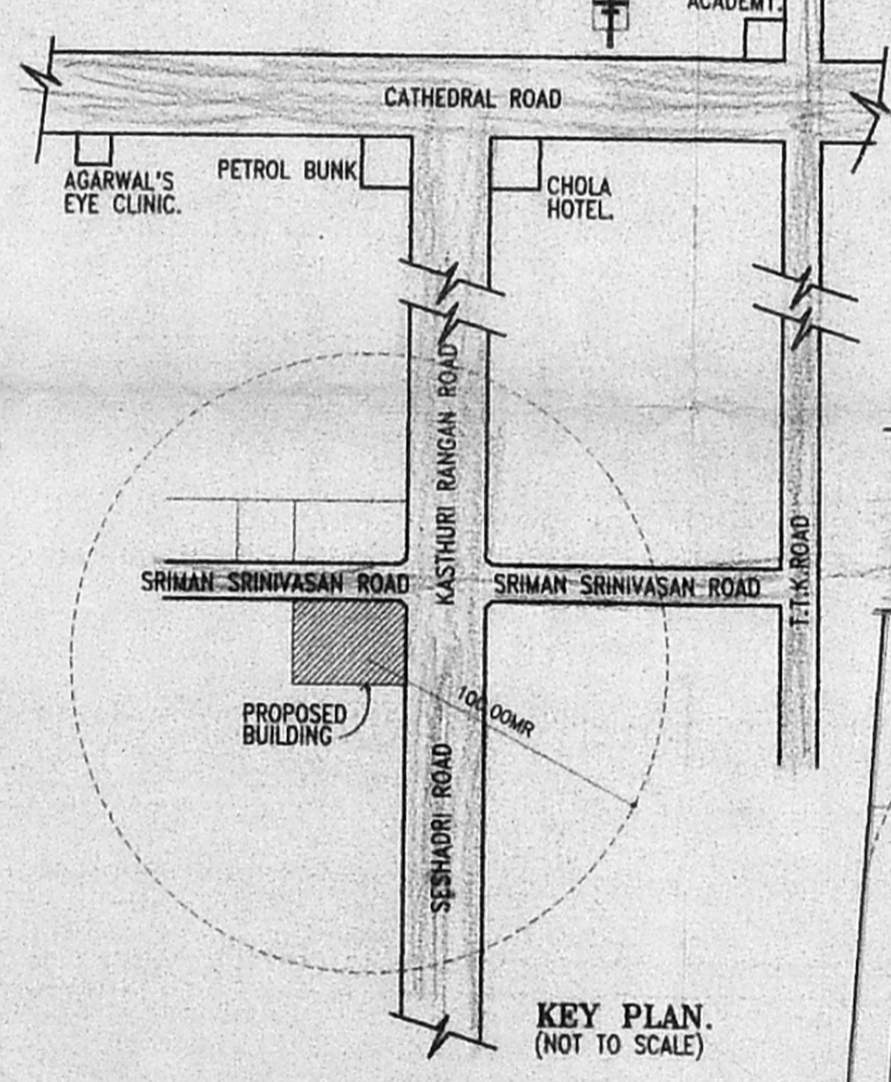 ACADEMY.
CATHEDRAL ROAD
AGARWAL'S
EYE CLINIC.
PETROL BUNK
CHOLA
HOTEL.
KASTHURI RANGAN ROAD
T.T.K.ROAD
SRIMAN SRINIVASAN ROAD
SRIMAN SRINIVASAN ROAD
PROPOSED
BUILDING
100.00MR
SESHADRI ROAD
KEY PLAN.
(NOT TO SCALE)